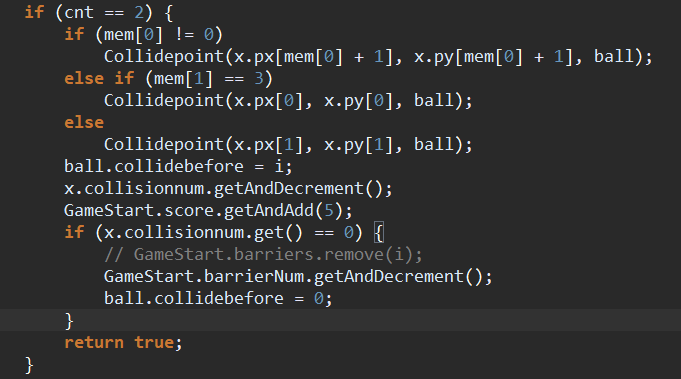 if (cnt == 2) {
    if (mem[0] != 0)
        Collidepoint(x.px[mem[0] + 1], x.py[mem[0] + 1], ball);
    else if (mem[1] == 3)
        Collidepoint(x.px[0], x.py[0], ball);
    else
        Collidepoint(x.px[1], x.py[1], ball);
    ball.collidebefore = i;
    x.collisionnum.getAndDecrement();
    GameStart.score.getAndAdd(5);
    if (x.collisionnum.get() == 0) {
        // GameStart.barriers.remove(i);
        GameStart.barrierNum.getAndDecrement();
        ball.collidebefore = 0;
    }
    return true;
}